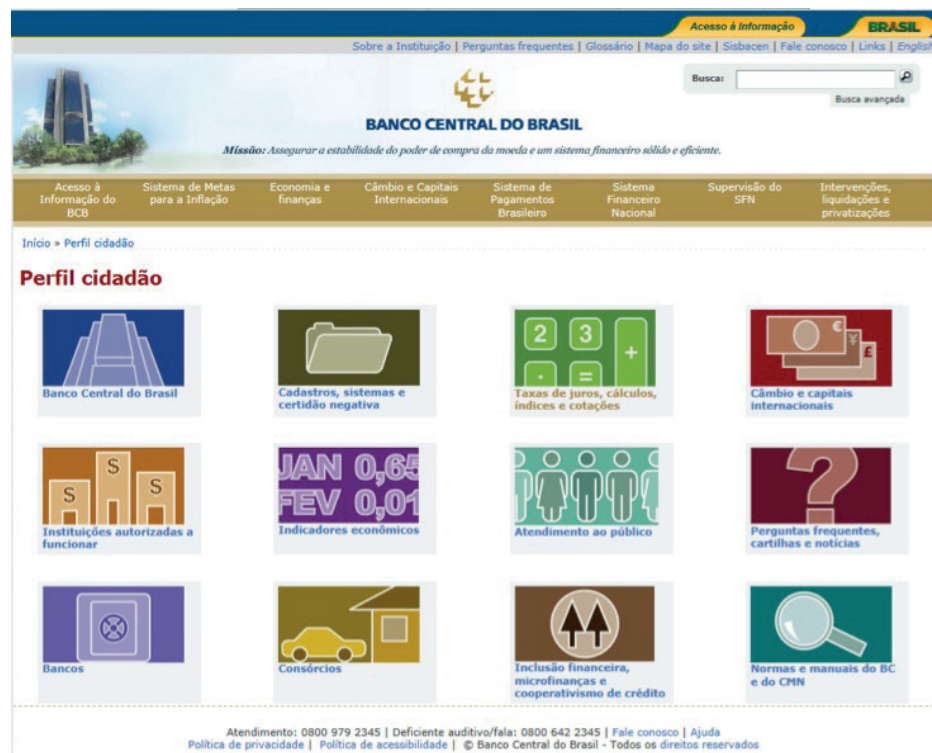 Acesso à Informação BRASIL
Sobre a Instituição | Perguntas frequentes | Glossário | Mapa do site | Sisbacen | Fale conosco | Links | English
Busca:
Busca avançada
BANCO CENTRAL DO BRASIL
Missão: Assegurar a estabilidade do poder de compra da moeda e um sistema financeiro sólido e eficiente.
Acesso à Informação do BCB
Sistema de Metas para a Inflação
Economia e finanças
Câmbio e Capitais Internacionais
Sistema de Pagamentos Brasileiro
Sistema Financeiro Nacional
Supervisão do SFN
Intervenções, liquidações e privatizações
Início » Perfil cidadão
Perfil cidadão
Banco Central do Brasil
Cadastros, sistemas e
certidão negativa
2 3 +
. =
Taxas de juros, cálculos,
índices e cotações
€ ¥ £
Câmbio e capitais
internacionais
$ $ $
Instituições autorizadas a
funcionar
JAN 0,65
FEV 0,01
Indicadores econômicos
Atendimento ao público
?
Perguntas frequentes,
cartilhas e notícias
Bancos
Consórcios
Inclusão financeira,
microfinanças e
cooperativismo de crédito
Normas e manuais do BC
e do CMN
Atendimento: 0800 979 2345 | Deficiente auditivo/fala: 0800 642 2345 | Fale conosco | Ajuda
Política de privacidade | Política de acessibilidade | © Banco Central do Brasil - Todos os direitos reservados